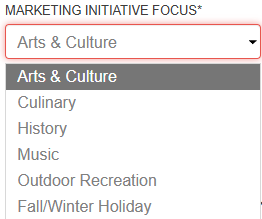 MARKETING INITIATIVE FOCUS*
Arts & Culture
Arts & Culture
Culinary
History
Music
Outdoor Recreation
Fall/Winter Holiday